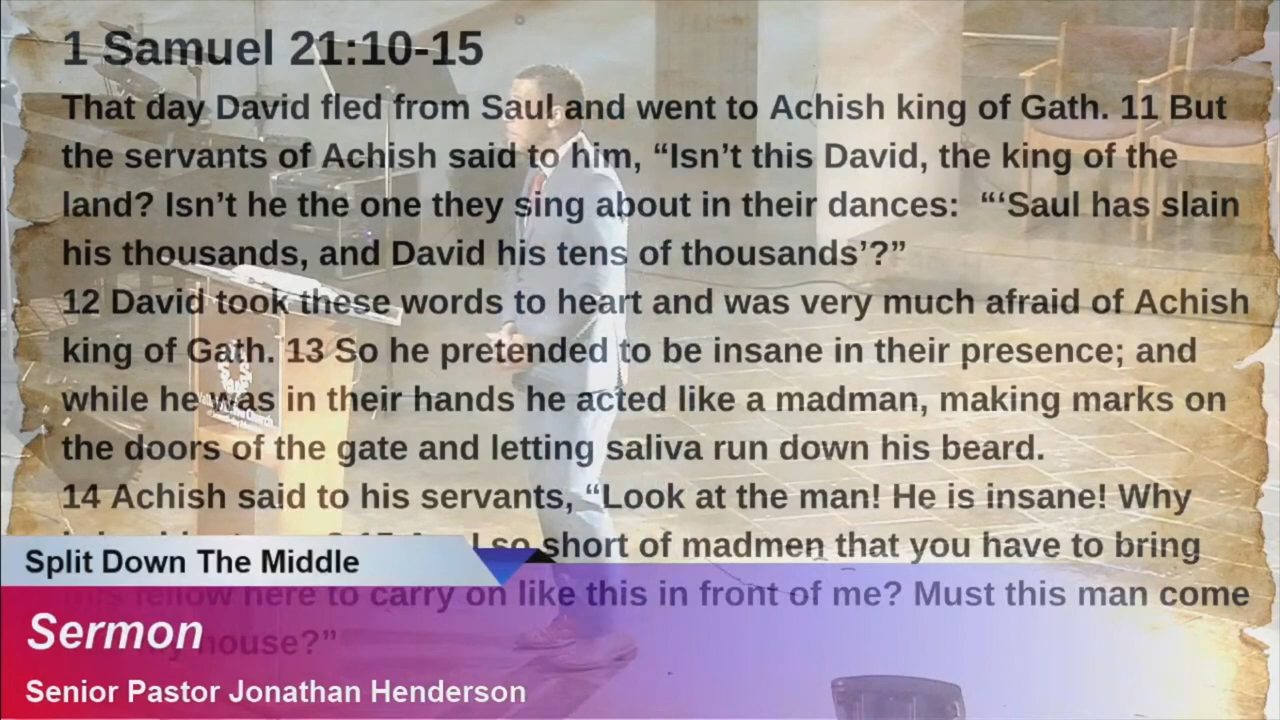 1 Samuel 21:10-15
That day David fled from Saul and went to Achish king of Gath. 11 But
the servants of Achish said to him, “Isn’t this David, the king of the
land? Isn’t he the one they sing about in their dances:  “‘Saul has slain
his thousands, and David his tens of thousands’?”
12 David took these words to heart and was very much afraid of Achish
king of Gath. 13 So he pretended to be insane in their presence; and
while he was in their hands he acted like a madman, making marks on
the doors of the gate and letting saliva run down his beard.
14 Achish said to his servants, “Look at the man! He is insane! Why
so short of madmen that you have to bring
this fellow here to carry on like this in front of me? Must this man come
house?”
Split Down The Middle
Sermon
Senior Pastor Jonathan Henderson